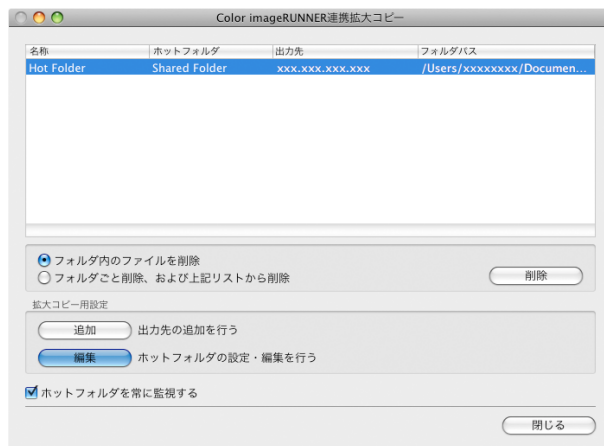 Color imageRUNNER連携拡大コピー
名称 ホットフォルダ 出力先 フォルダパス
Hot Folder Shared Folder xxx.xxx.xxx.xxx /Users/xxxxxxxx/Documen...
フォルダ内のファイルを削除
フォルダごと削除、および上記リストから削除 削除
拡大コピー用設定
追加 出力先の追加を行う
編集 ホットフォルダの設定・編集を行う
ホットフォルダを常に監視する
閉じる